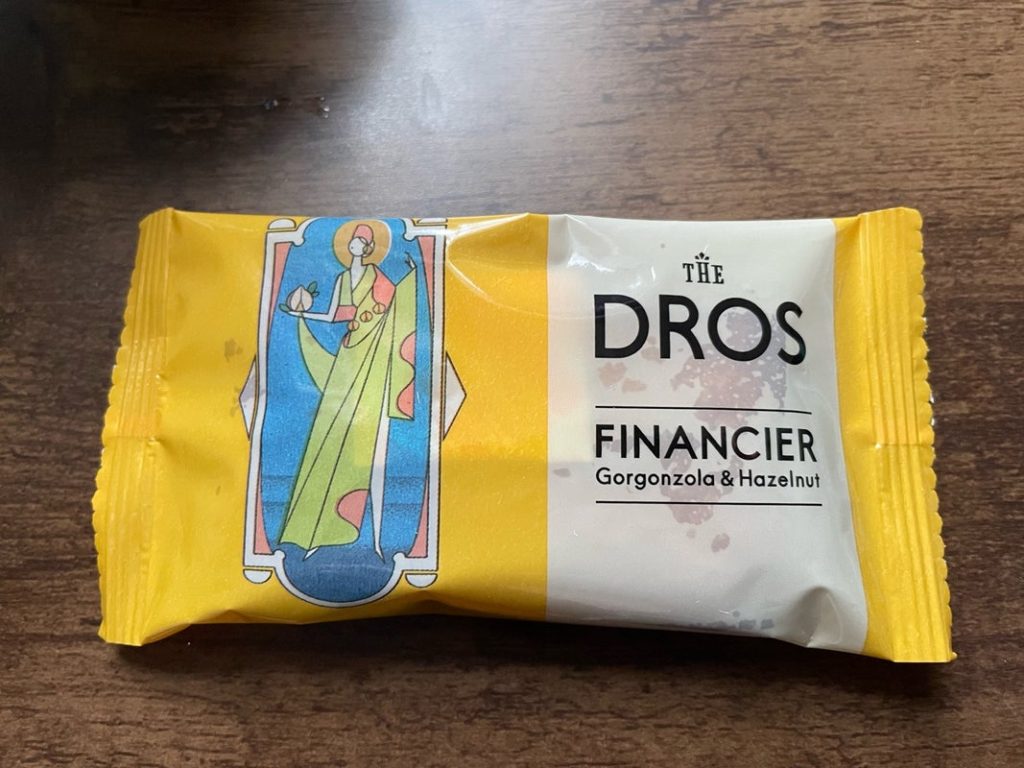 THE
DROS
FINANCIER
Gorgonzola & Hazelnut